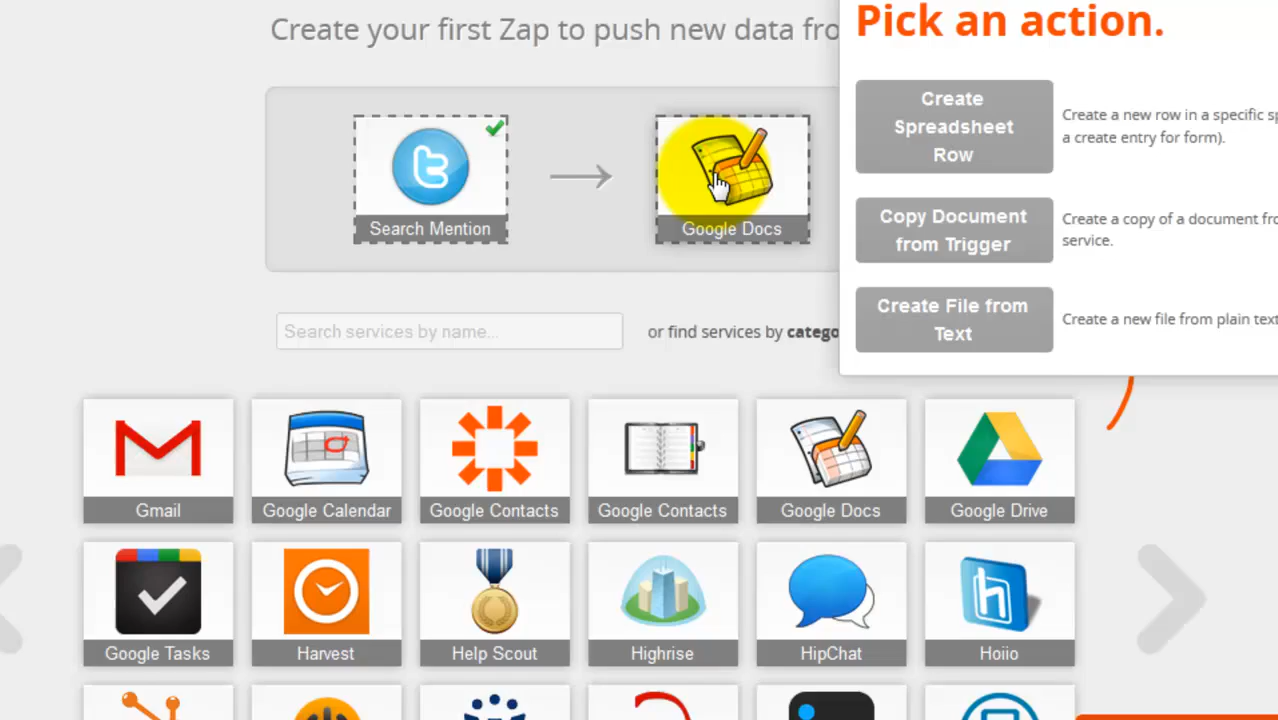 Create your first Zap to push new data fro
Pick an action.
Search Mention
Google Docs
Create
Spreadsheet
Row
Create a new row in a specific sp
a create entry for form).
Copy Document
from Trigger
Create a copy of a document fro
service.
Create File from
Text
Create a new file from plain text
Search services by name...
or find services by catego
Gmail
Google Calendar
Google Contacts
Google Contacts
Google Docs
Google Drive
Google Tasks
Harvest
Help Scout
Highrise
HipChat
Hoiio